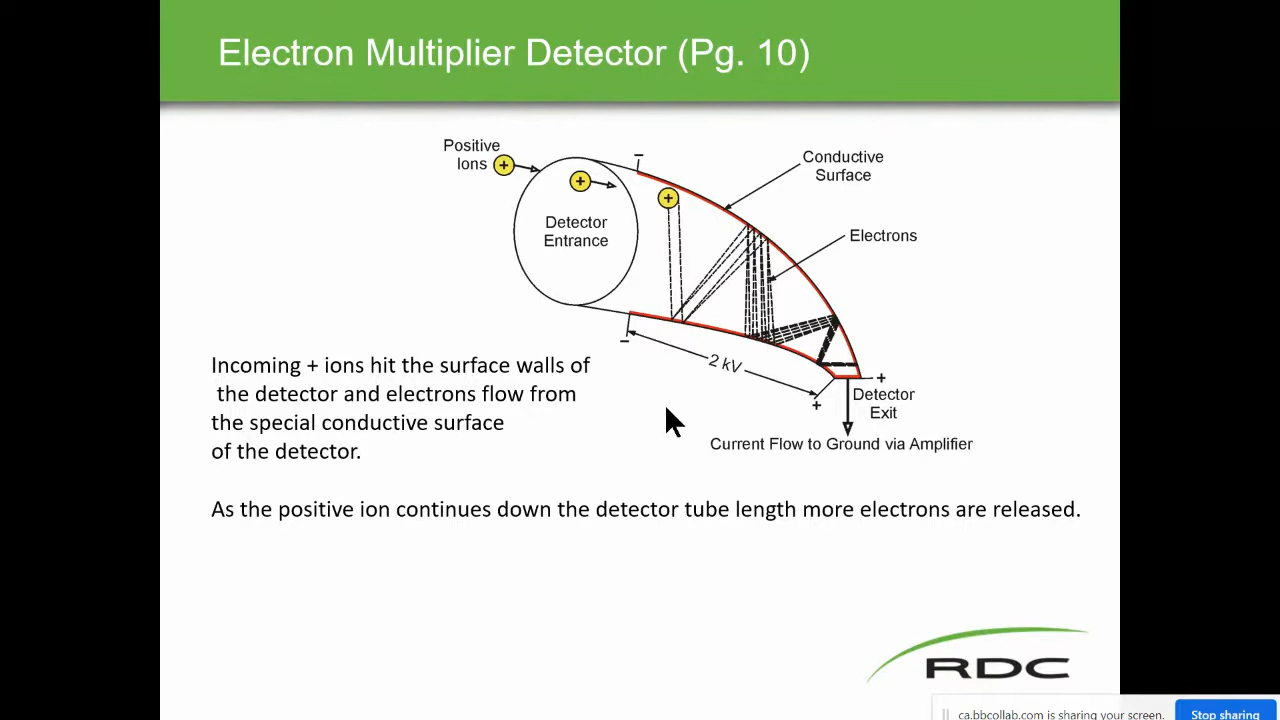 Electron Multiplier Detector (Pg. 10)
Positive
Ions
+
+
+
−
Conductive
Surface
Detector
Entrance
Electrons
−
2 kV
+
+
Detector
Exit
Current Flow to Ground via Amplifier
Incoming + ions hit the surface walls of
the detector and electrons flow from
the special conductive surface
of the detector.
As the positive ion continues down the detector tube length more electrons are released.
RDC
ca.bbcollab.com is sharing your screen.
Stop sharing